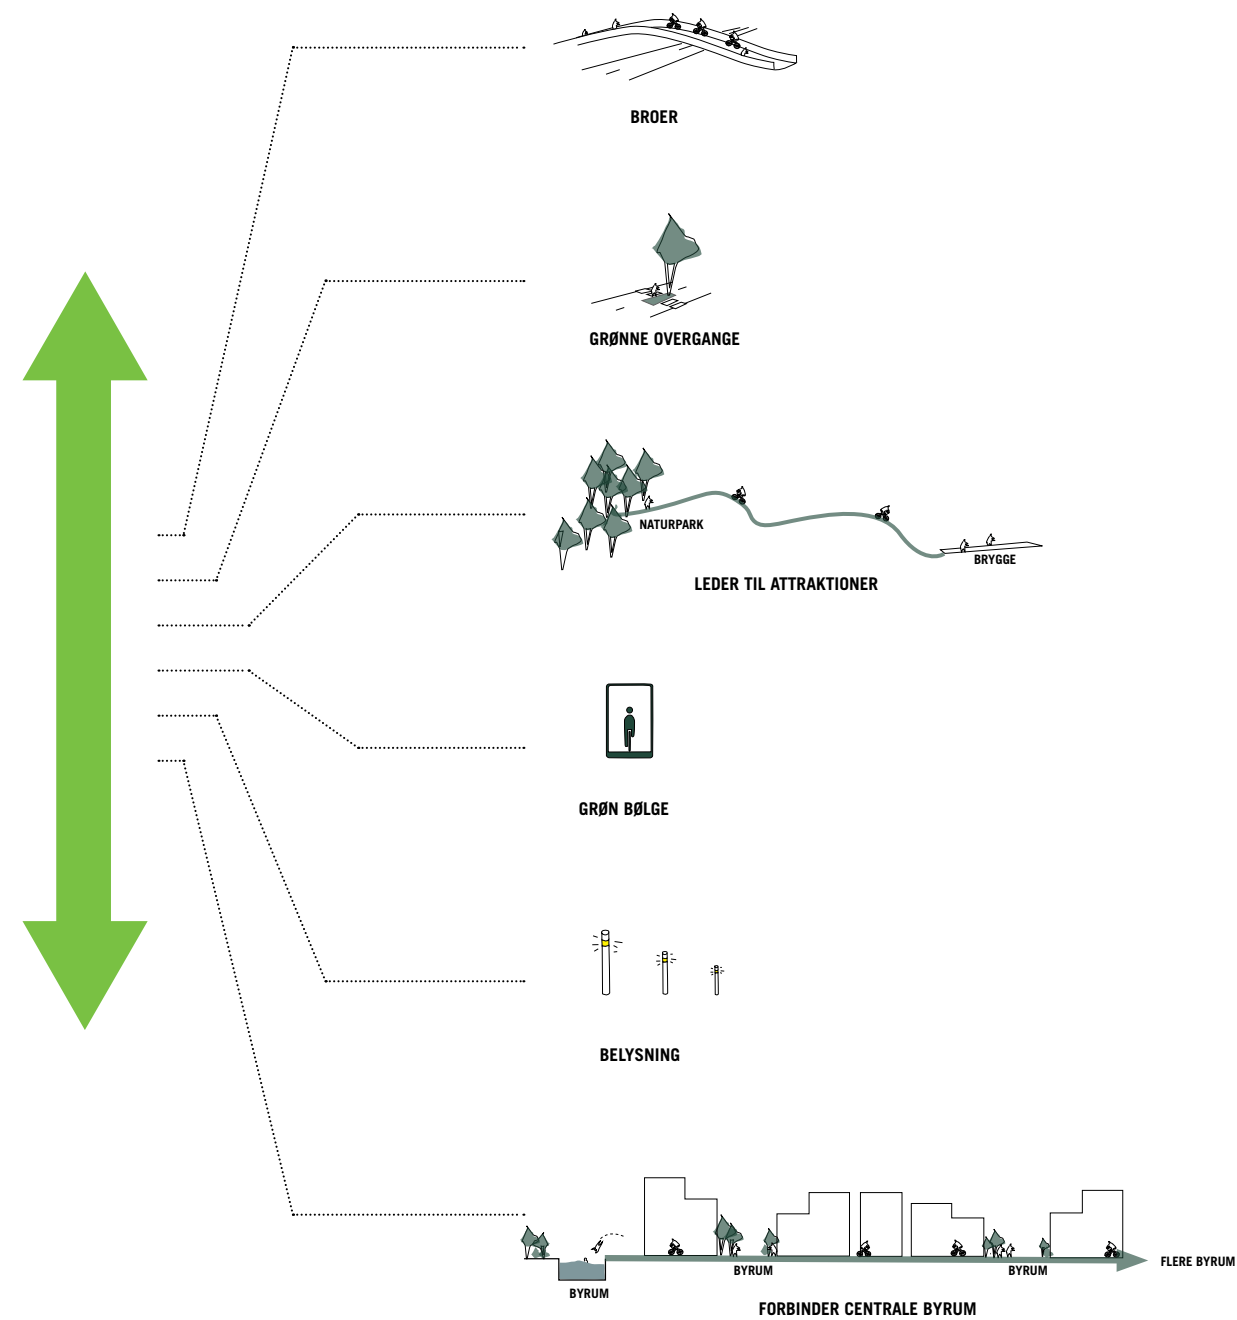 BROER
GRØNNE OVERGANGE
NATURPARK
BRYGGE
LEDER TIL ATTRAKTIONER
GRØN BØLGE
BELYSNING
FLERE BYRUM
BYRUM
BYRUM
BYRUM
FORBINDER CENTRALE BYRUM